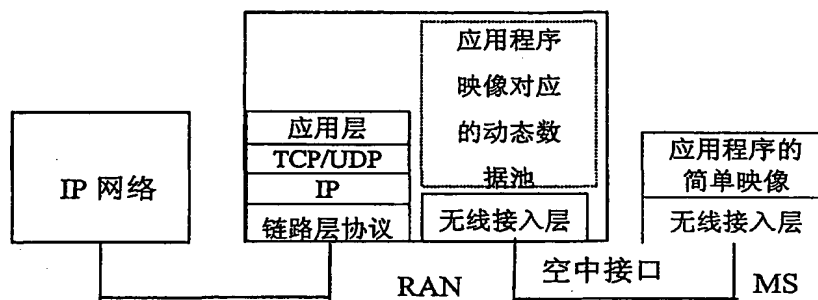 IP 网络
应用层
TCP/UDP
IP
链路层协议
应用程序
映像对应
的动态数
据池
无线接入层
应用程序的
简单映像
无线接入层
RAN
空中接口
MS